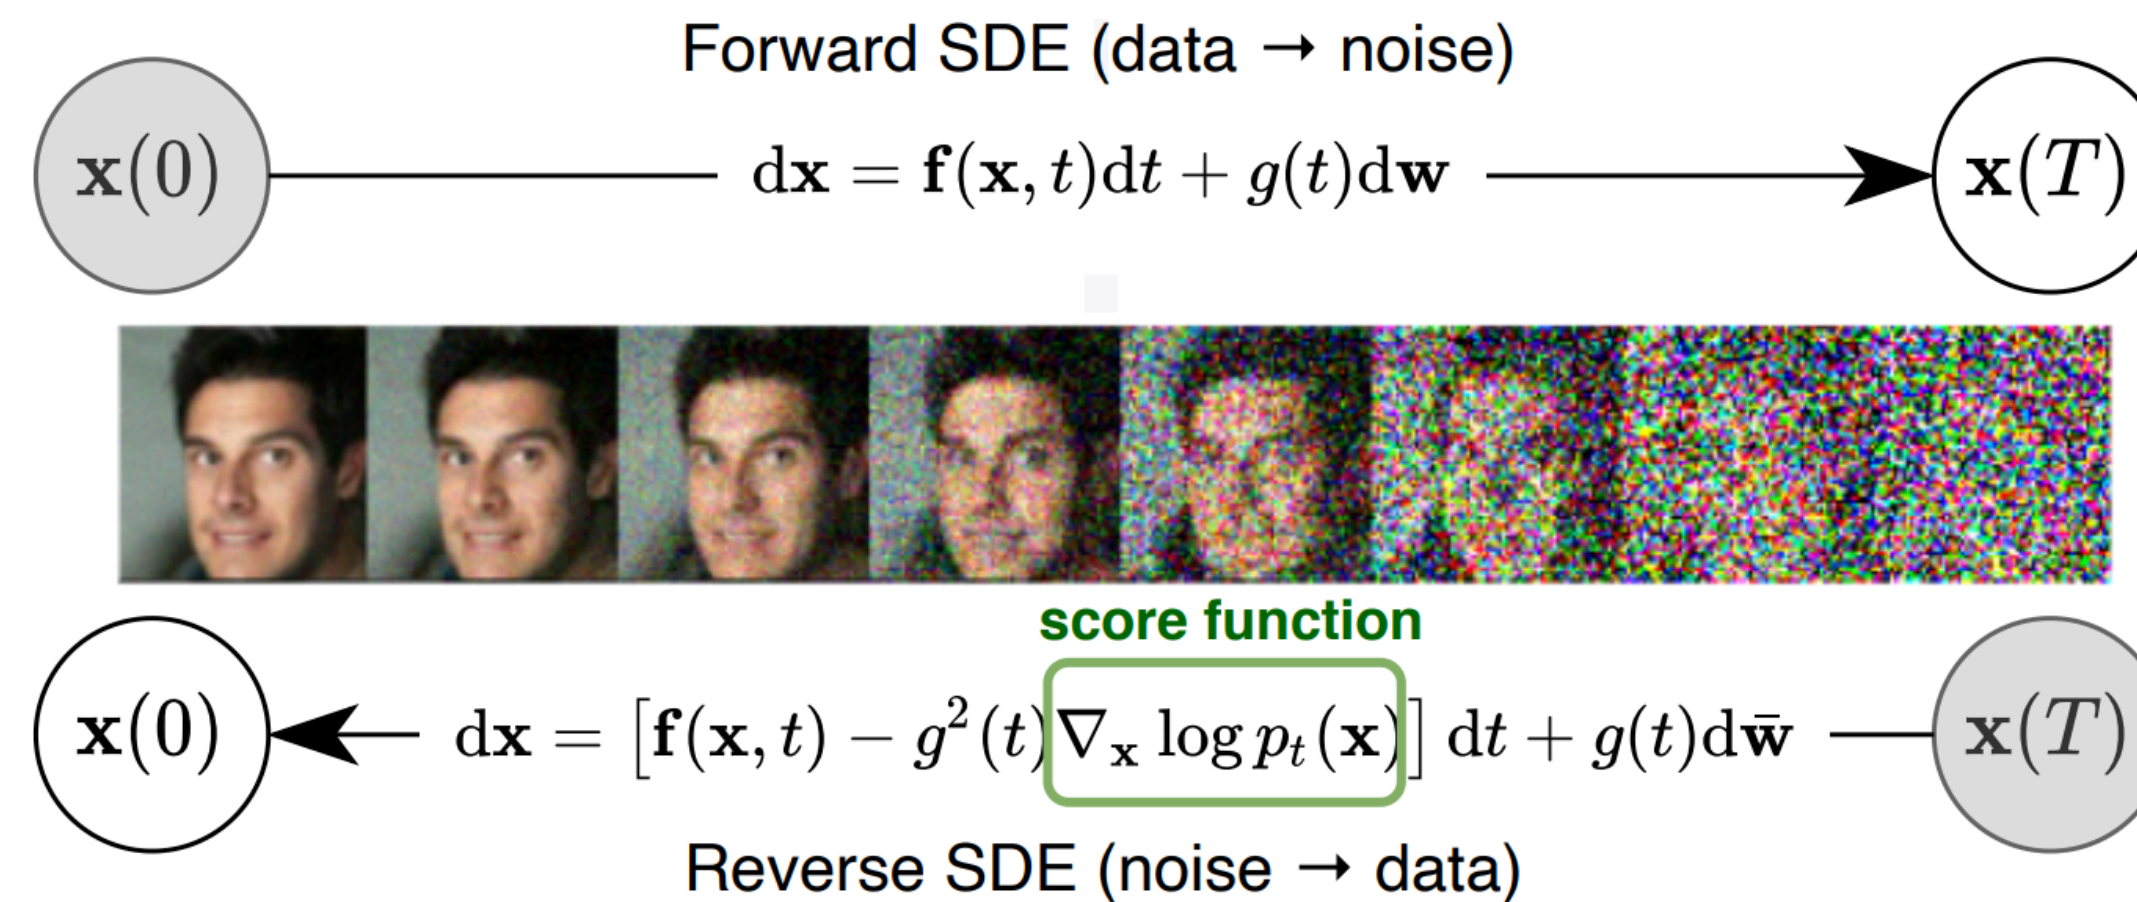 Forward SDE (data → noise)
x(0) dx = f(x, t)dt + g(t)dw x(T)
score function
x(0) dx = [f(x, t) − g²(t)∇ₓ log pₜ(x)] dt + g(t)dw̄ x(T)
Reverse SDE (noise → data)